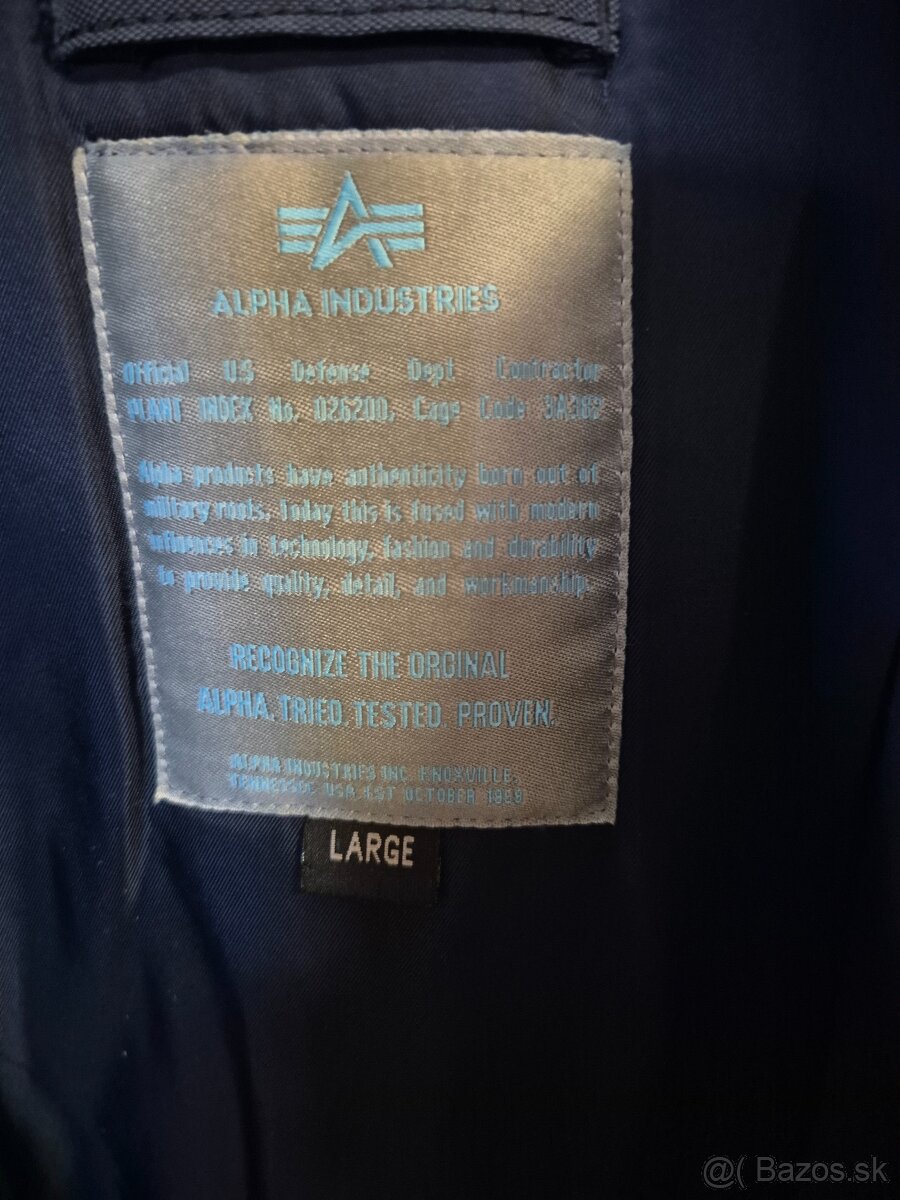 ALPHA INDUSTRIES
Official U.S Defense Dept Contractor
PLANT INDEX No. 026200, Cage Code 3A382
Alpha products have authenticity born out of
military roots. Today this is fused with modern
influences in technology, fashion and durability
to provide quality, detail, and workmanship.
RECOGNIZE THE ORGINAL
ALPHA. TRIED. TESTED. PROVEN.
ALPHA INDUSTRIES INC. KNOXVILLE,
TENNESSEE USA EST OCTOBER
LARGE
@( Bazos.sk